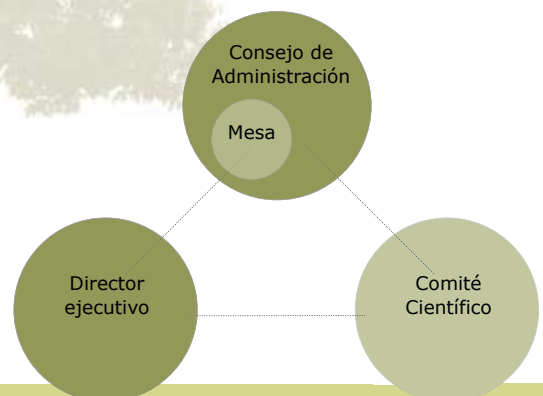 Consejo de
Administración
Mesa
Director
ejecutivo
Comité
Científico